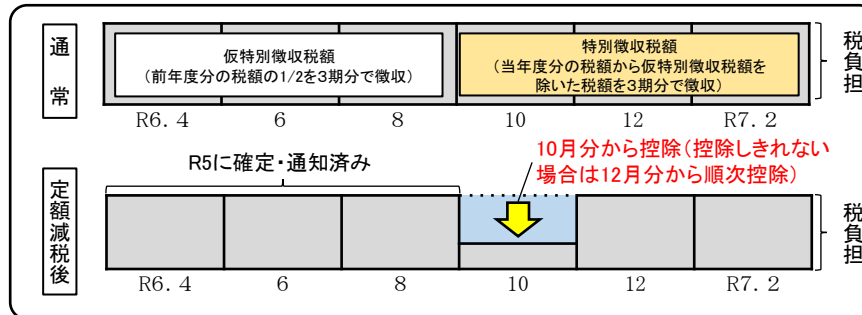 通常
仮特別徴収税額
(前年度分の税額の1/2を3期分で徴収)
特別徴収税額
(当年度分の税額から仮特別徴収税額を
除いた税額を3期分で徴収)
税負担
R6.4 6 8 10 12 R7.2
R5に確定・通知済み
10月分から控除(控除しきれない
場合は12月分から順次控除)
定額減税後
税負担
R6.4 6 8 10 12 R7.2